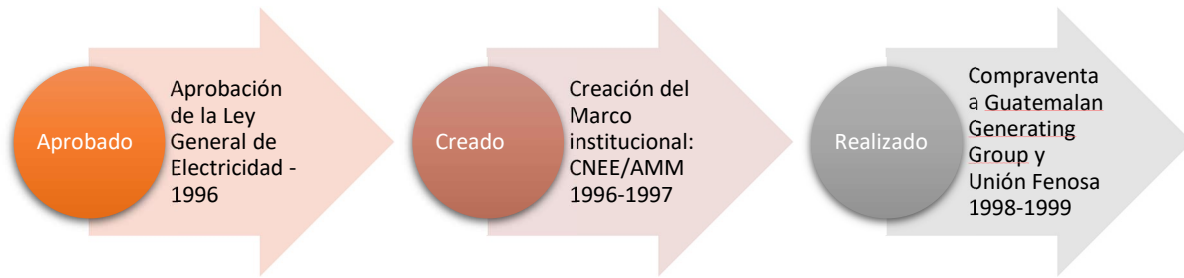 Aprobado
Aprobación
de la Ley
General de
Electricidad -
1996
Creado
Creación del
Marco
institucional:
CNEE/AMM
1996-1997
Realizado
Compraventa
a Guatemalan
Generating
Group y
Unión Fenosa
1998-1999